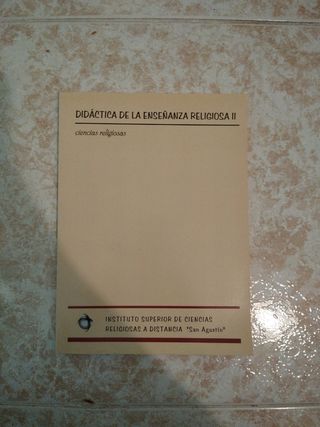 DIDÁCTICA DE LA ENSEÑANZA RELIGIOSA II
ciencias religiosas
INSTITUTO SUPERIOR DE CIENCIAS
RELIGIOSAS A DISTANCIA "San Agustín"